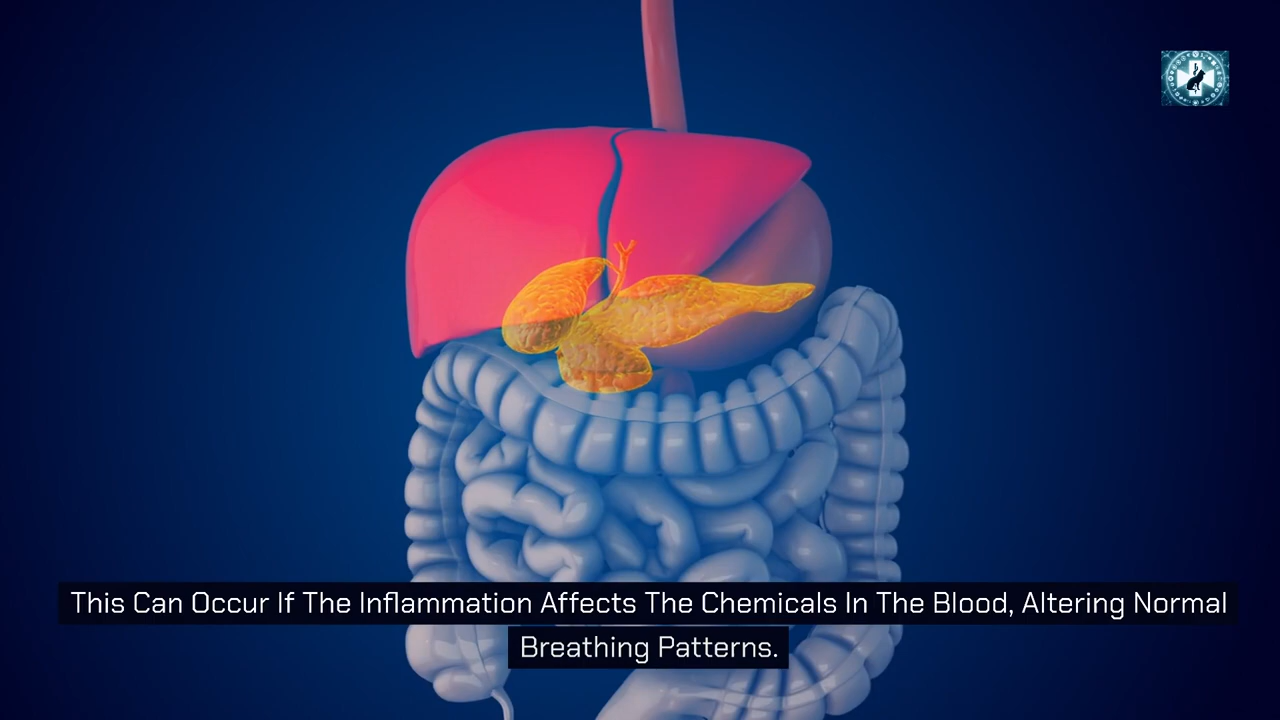 This Can Occur If The Inflammation Affects The Chemicals In The Blood, Altering Normal
Breathing Patterns.